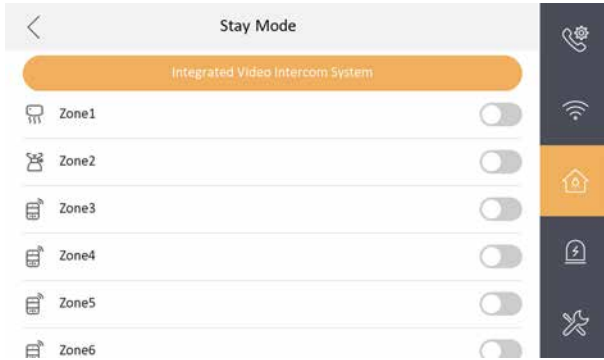 Stay Mode
Integrated Video Intercom System
Zone1
Zone2
Zone3
Zone4
Zone5
Zone6